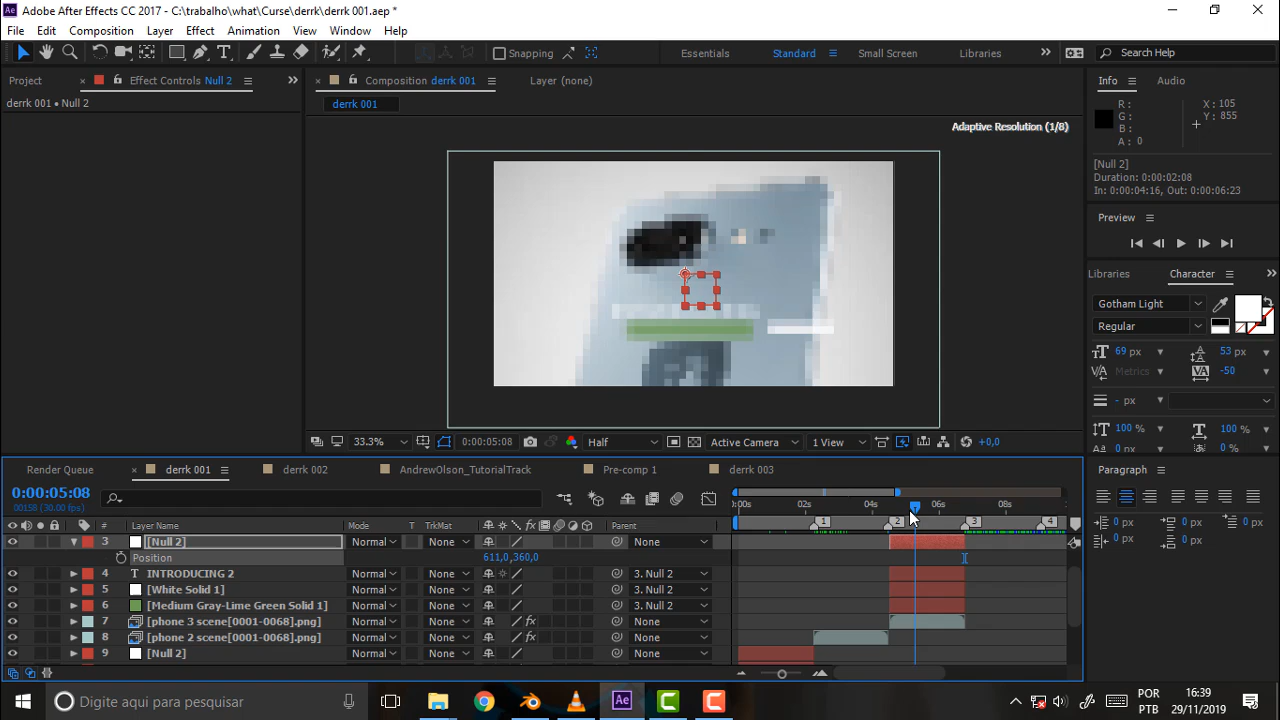 Adobe After Effects CC 2017 - C:\trabalho\what\Curse\derrk\derrk 001.aep *
File Edit Composition Layer Effect Animation View Window Help
Snapping Essentials Standard Small Screen Libraries Search Help
Project Effect Controls Null 2 Composition derrk 001 Layer (none) Info Audio
derrk 001 • Null 2
derrk 001
Adaptive Resolution (1/8)
R:
G:
B:
A: 0
X: 105
Y: 855
[Null 2]
Duration: 0:00:02:08
In: 0:00:04:16, Out: 0:00:06:23
Preview
Libraries Character
Gotham Light
Regular
69 px 53 px
Metrics -50
- px
100 % 100 %
0 px 0 %
33.3% 0:00:05:08 Half Active Camera 1 View +0,0
Render Queue derrk 001 derrk 002 AndrewOlson_TutorialTrack Pre-comp 1 derrk 003
Paragraph
0:00:05:08
00158 (30.00 fps)
0:00s 02s 04s 06s 08s
# Layer Name Mode T TrkMat fx Parent
1 2 3 4
3 [Null 2] Normal None
Position 611,0,360,0
4 T INTRODUCING 2 Normal None 3. Null 2
5 [White Solid 1] Normal None 3. Null 2
6 [Medium Gray-Lime Green Solid 1] Normal None 3. Null 2
7 [phone 3 scene[0001-0068].png] Normal None fx None
8 [phone 2 scene[0001-0068].png] Normal None fx None
9 [Null 2] Normal None None
0 px 0 px 0 px
0 px 0 px
Digite aqui para pesquisar
Ae
POR
PTB
16:39
29/11/2019